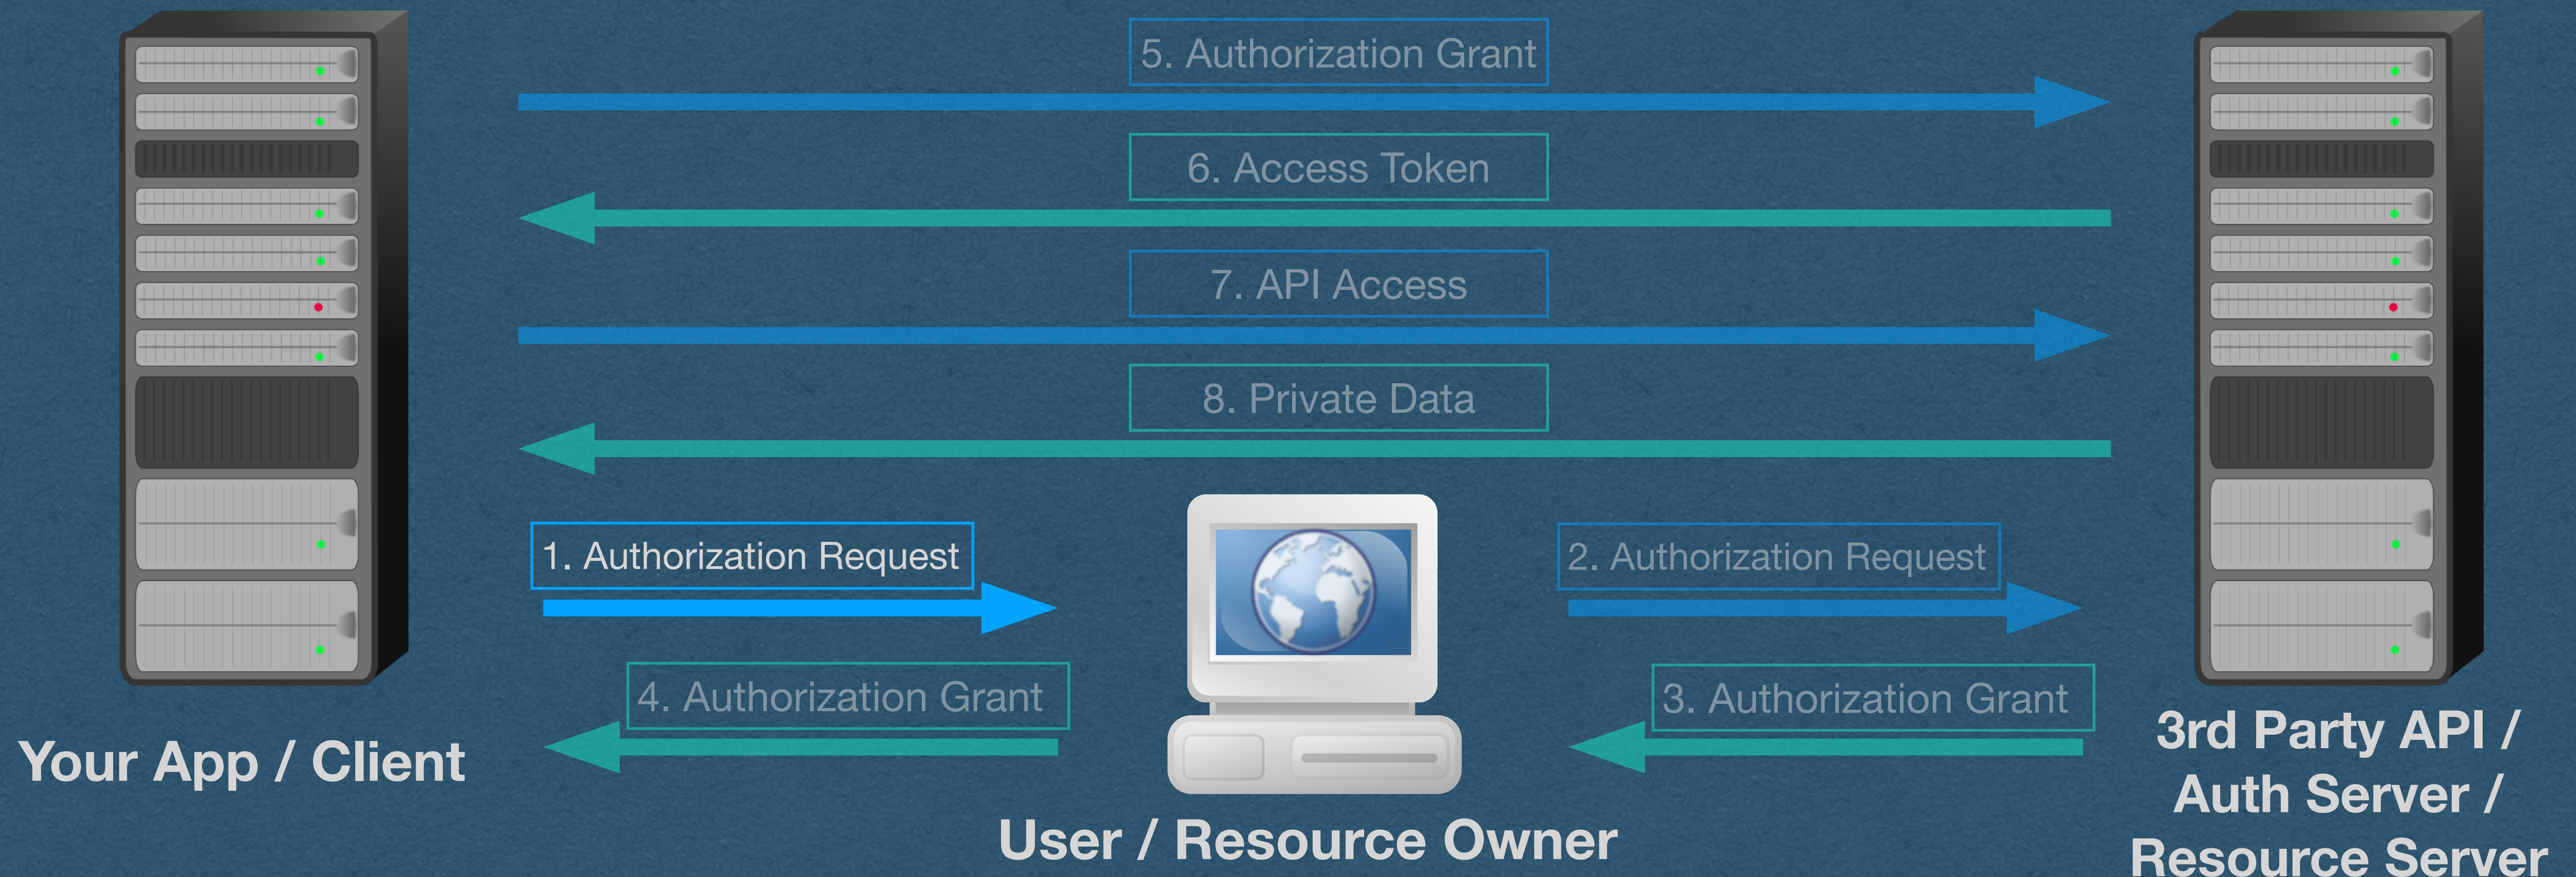 5. Authorization Grant
6. Access Token
7. API Access
8. Private Data
1. Authorization Request
2. Authorization Request
4. Authorization Grant
3. Authorization Grant
Your App / Client
User / Resource Owner
3rd Party API /
Auth Server /
Resource Server